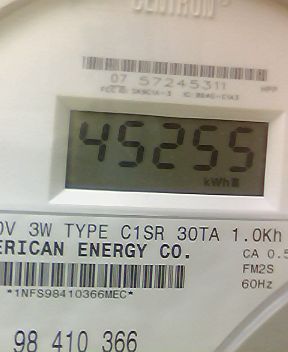 CENTRON®
07 57245311
45255
kWh
0V 3W TYPE C1SR 30TA 1.0Kh
ERICAN ENERGY CO.
CA 0.5
FM2S
60Hz
*1NFS98410366MEC*
98 410 366